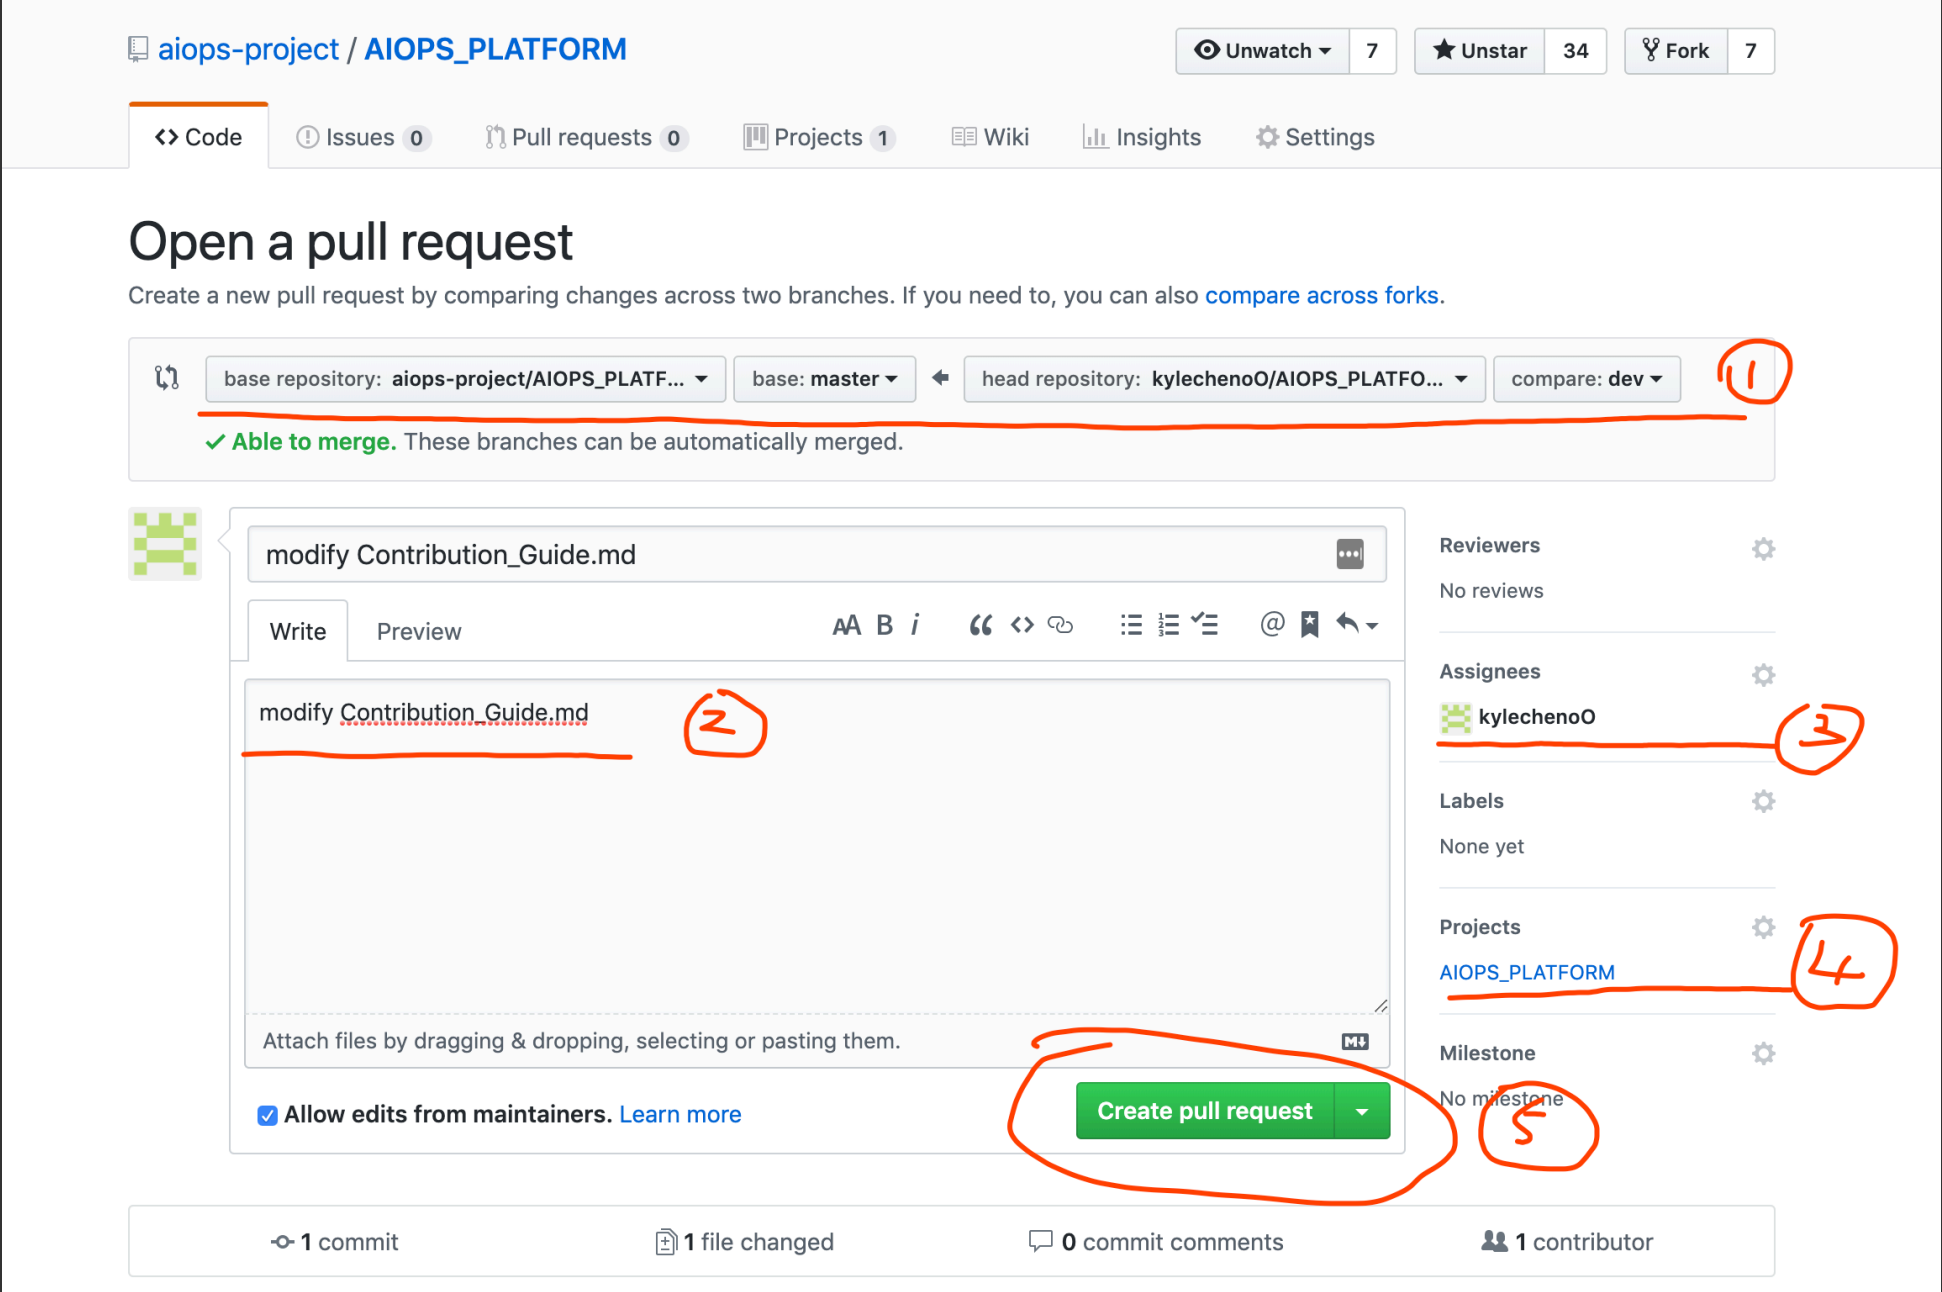 aiops-project / AIOPS_PLATFORM
Unwatch 7 Unstar 34 Fork 7
Code Issues 0 Pull requests 0 Projects 1 Wiki Insights Settings
Open a pull request
Create a new pull request by comparing changes across two branches. If you need to, you can also compare across forks.
base repository: aiops-project/AIOPS_PLATF... base: master head repository: kylechenoO/AIOPS_PLATFO... compare: dev 1
Able to merge. These branches can be automatically merged.
modify Contribution_Guide.md
Write Preview
modify Contribution_Guide.md 2
Attach files by dragging & dropping, selecting or pasting them.
Allow edits from maintainers. Learn more
Create pull request
Reviewers
No reviews
Assignees
kylechenoO 3
Labels
None yet
Projects
AIOPS_PLATFORM 4
Milestone
No milestone
5
1 commit 1 file changed 0 commit comments 1 contributor